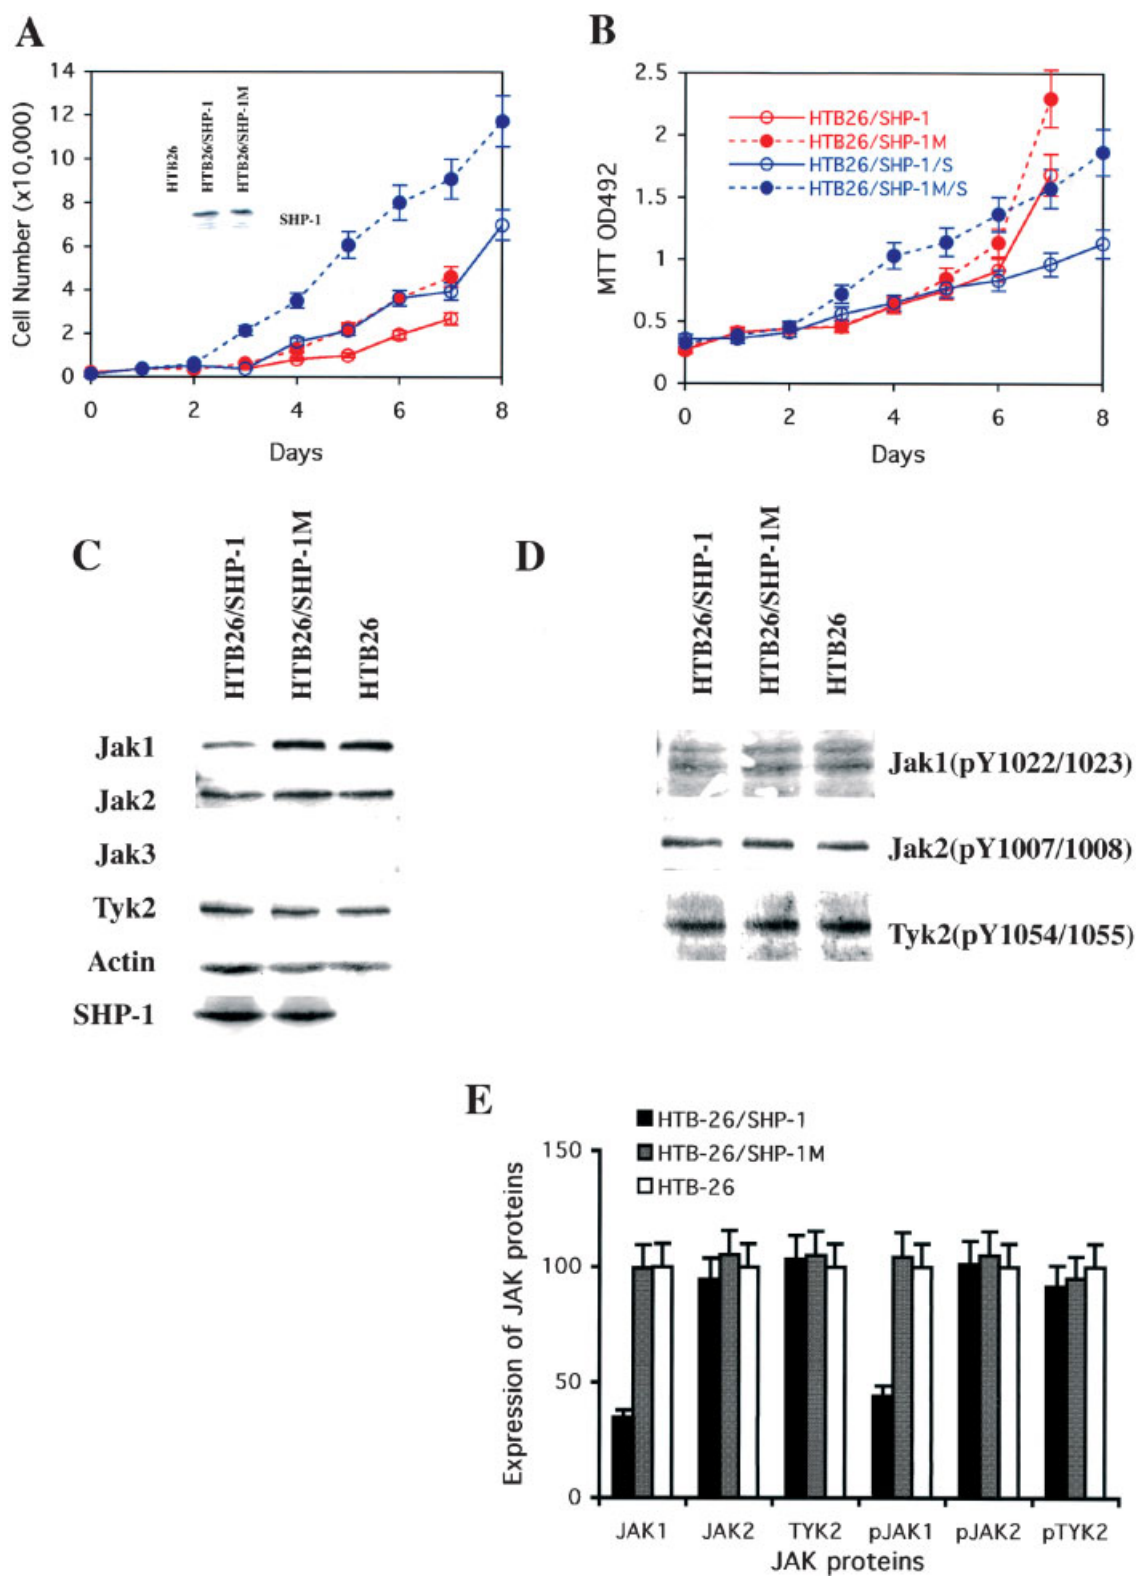 A
14
12
10
8
6
4
2
0
Cell Number (x10,000)
HTB26
HTB26/SHP-1
HTB26/SHP-1M
SHP-1
0 2 4 6 8
Days
B
2.5
2
1.5
1
0.5
0
MTT OD492
HTB26/SHP-1
HTB26/SHP-1M
HTB26/SHP-1/S
HTB26/SHP-1M/S
0 2 4 6 8
Days
C
HTB26/SHP-1
HTB26/SHP-1M
HTB26
Jak1
Jak2
Jak3
Tyk2
Actin
SHP-1
D
HTB26/SHP-1
HTB26/SHP-1M
HTB26
Jak1(pY1022/1023)
Jak2(pY1007/1008)
Tyk2(pY1054/1055)
E
HTB-26/SHP-1
HTB-26/SHP-1M
HTB-26
150
100
50
0
Expression of JAK proteins
JAK1 JAK2 TYK2 pJAK1 pJAK2 pTYK2
JAK proteins